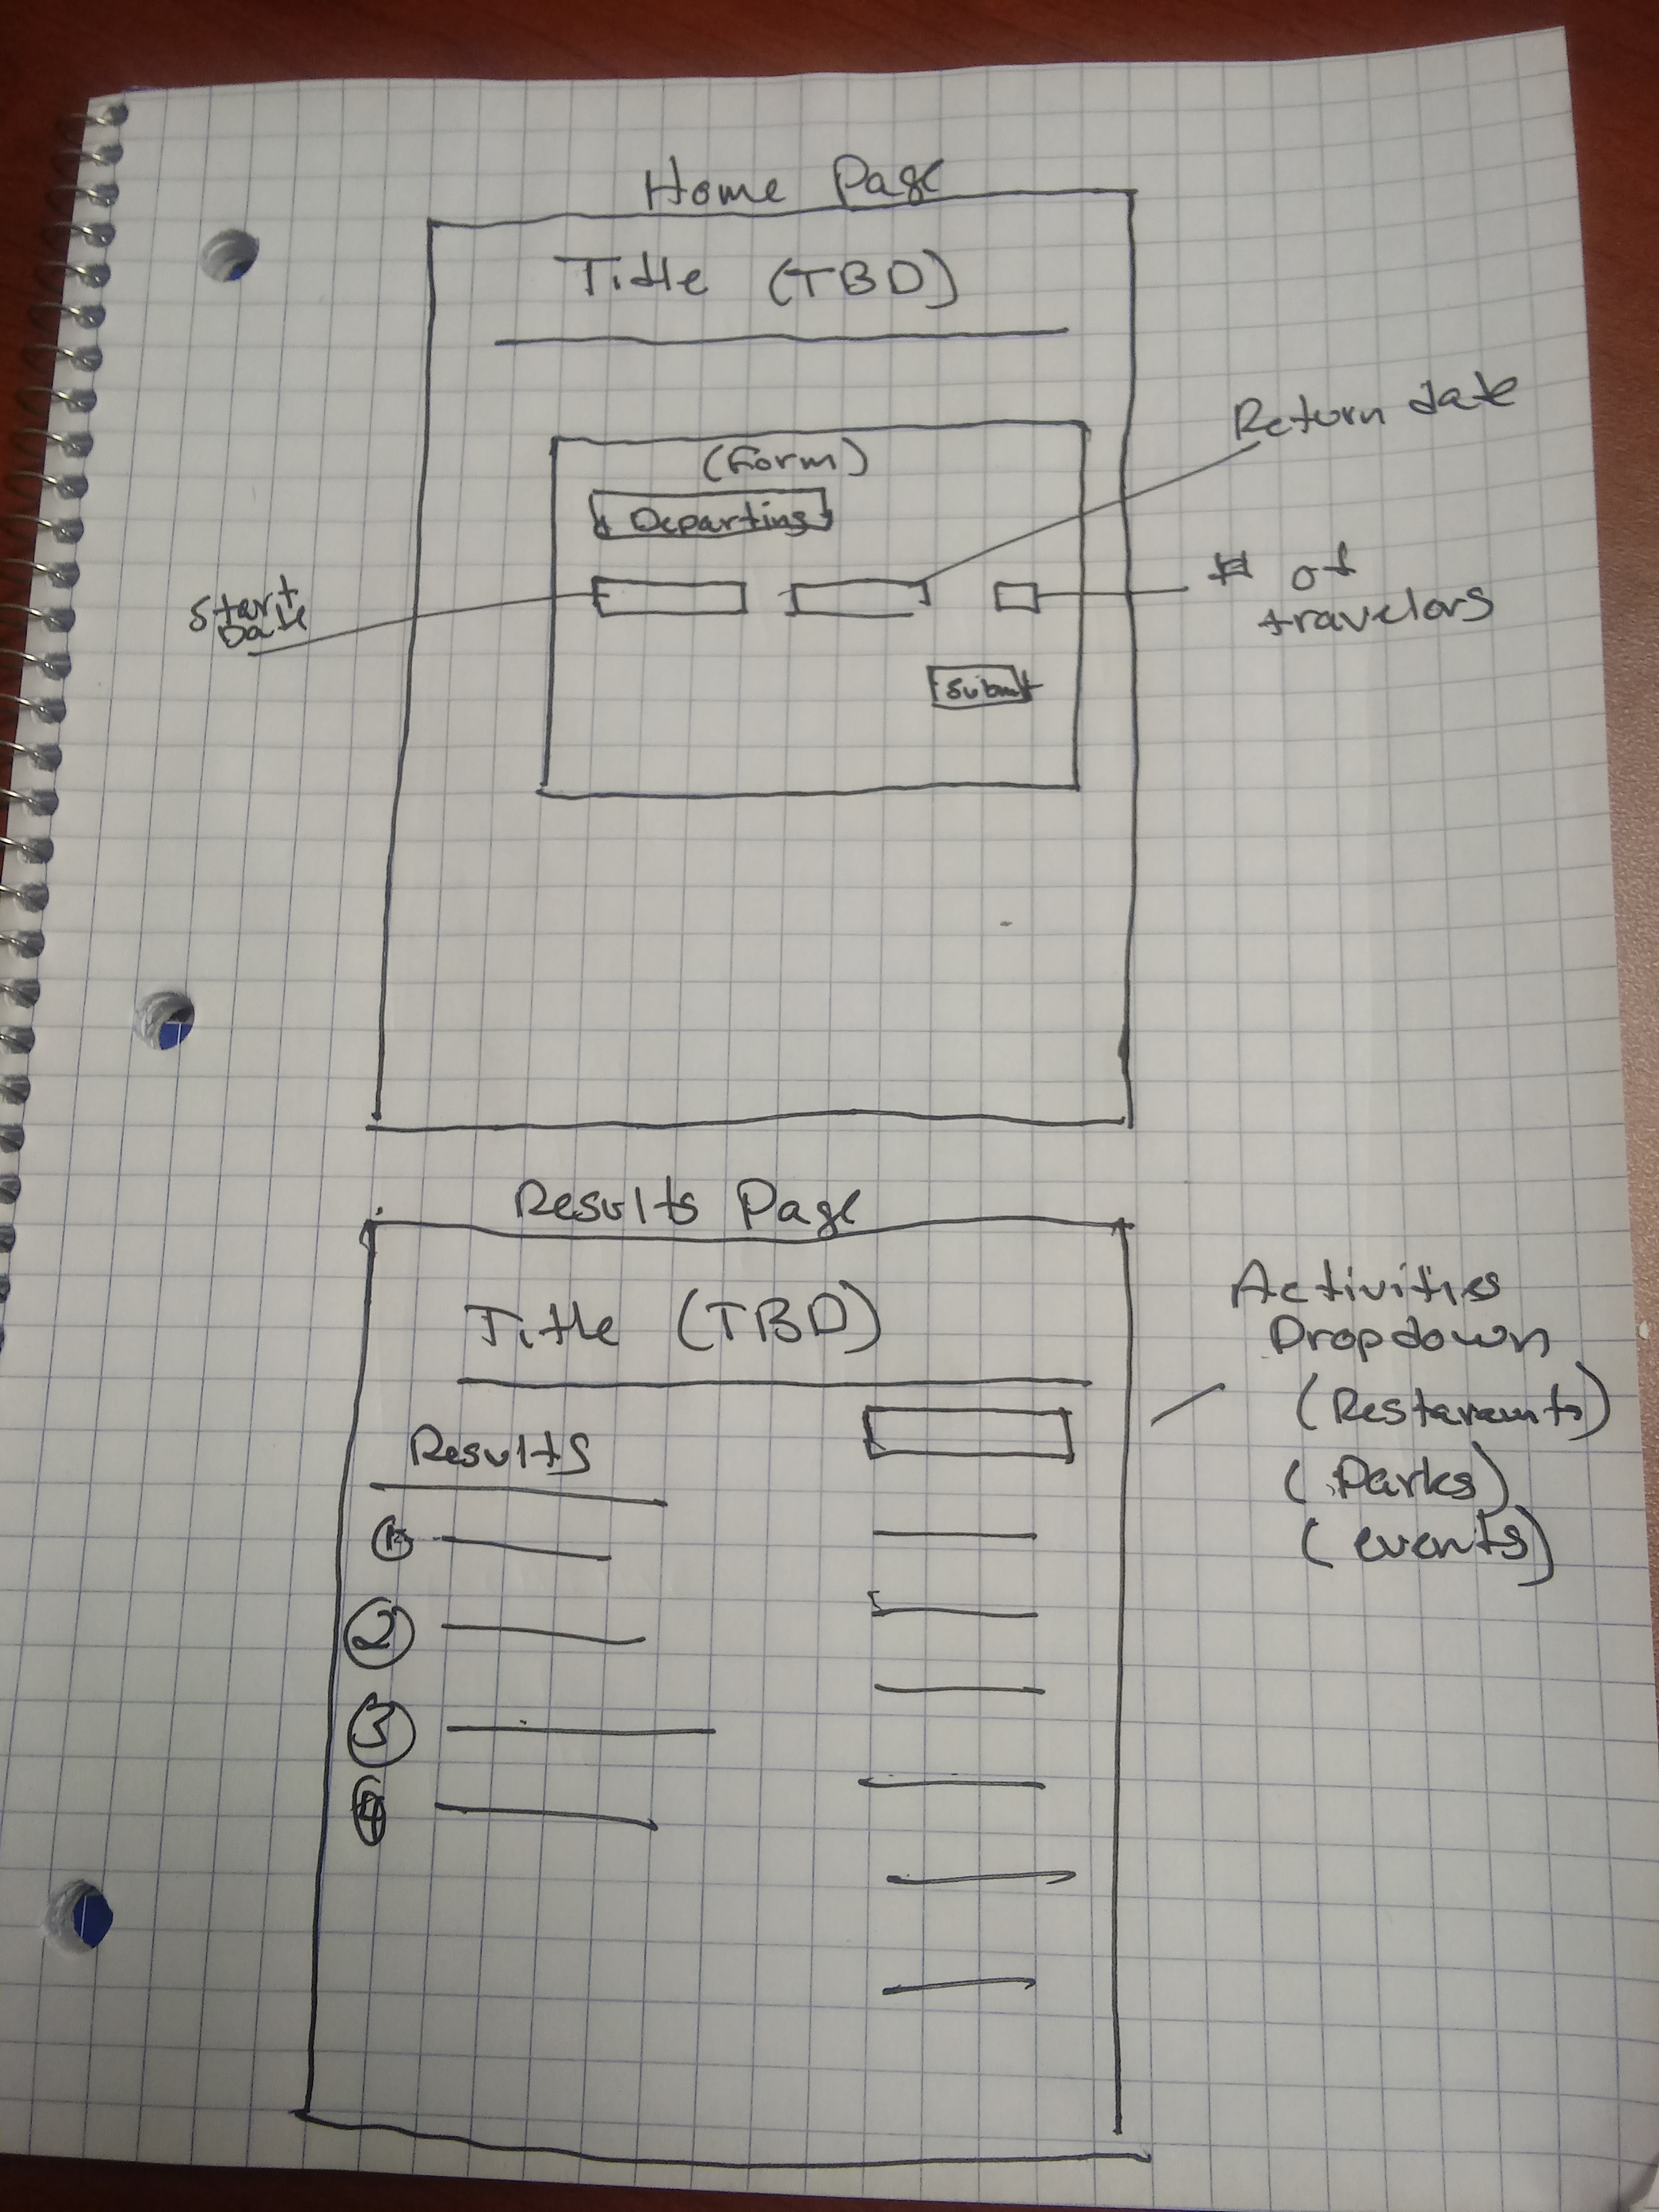 Home Page
Title (TBD)
Return date
(Form)
Departing
Start
Date
# of
travelors
Submit
Results Page
Title (TBD)
Activities
Dropdown
(Restaraunts)
Results
(Parks)
(events)
1
2
3
4